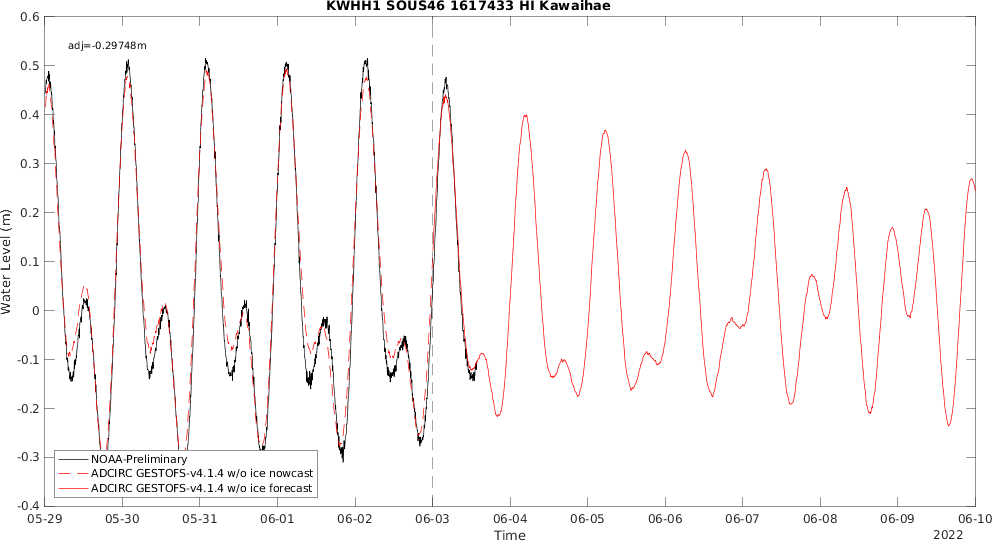 KWHH1 SOUS46 1617433 HI Kawaihae
adj=-0.29748m
0.6
0.5
0.4
0.3
0.2
0.1
0
-0.1
-0.2
-0.3
-0.4
Water Level (m)
NOAA-Preliminary
ADCIRC GESTOFS-v4.1.4 w/o ice nowcast
ADCIRC GESTOFS-v4.1.4 w/o ice forecast
05-29 05-30 05-31 06-01 06-02 06-03 06-04 06-05 06-06 06-07 06-08 06-09 06-10
Time
2022